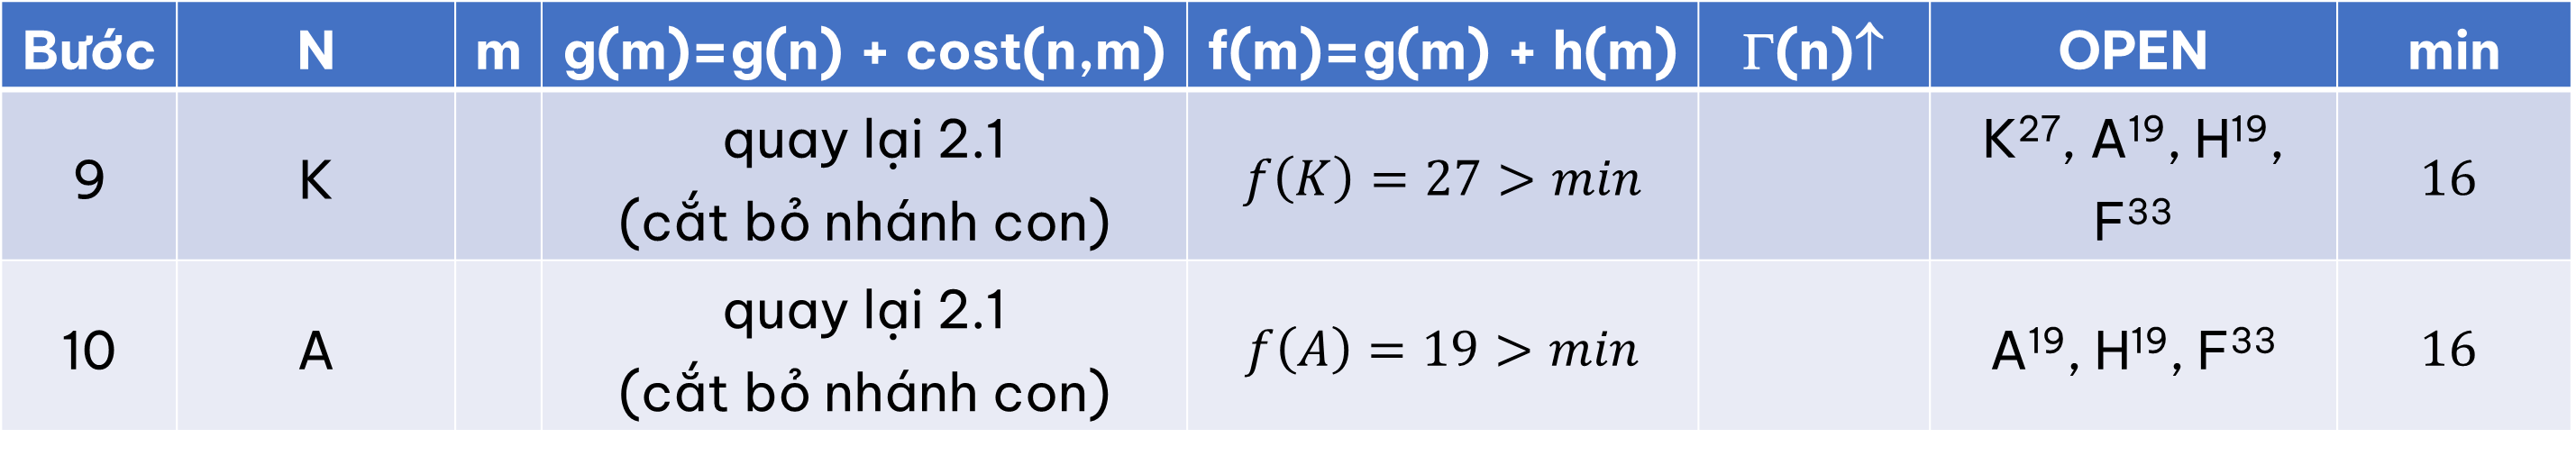 Bước N m g(m)=g(n) + cost(n,m) f(m)=g(m) + h(m) Γ(n)↑ OPEN min
9 K quay lại 2.1 f(K) = 27 > min K²⁷, A¹⁹, H¹⁹, 16
(cắt bỏ nhánh con) F³³
10 A quay lại 2.1 f(A) = 19 > min A¹⁹, H¹⁹, F³³ 16
(cắt bỏ nhánh con)